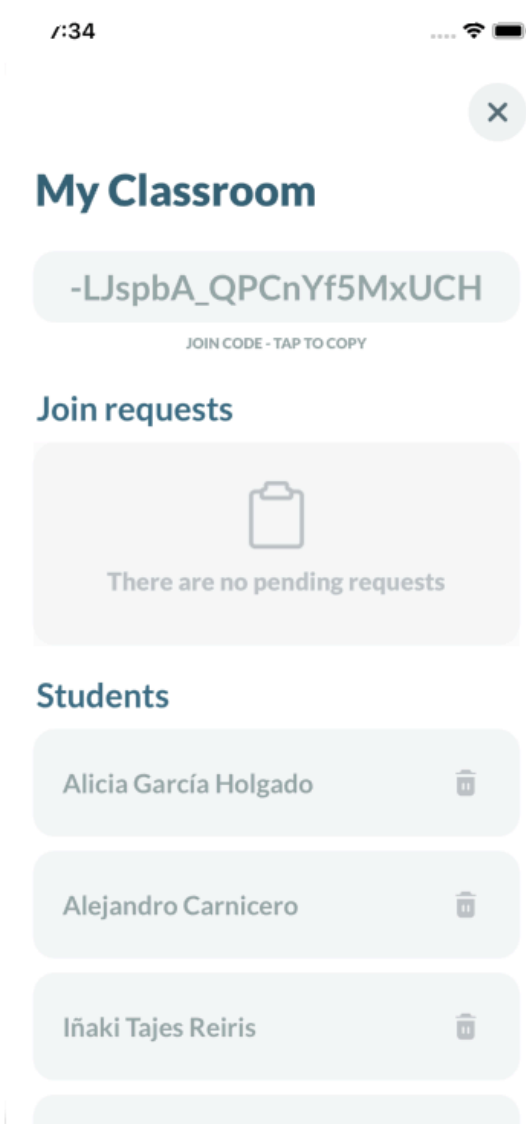 7:34
My Classroom
-LJspbA_QPCnYf5MxUCH
JOIN CODE - TAP TO COPY
Join requests
There are no pending requests
Students
Alicia García Holgado
Alejandro Carnicero
Iñaki Tajes Reiris